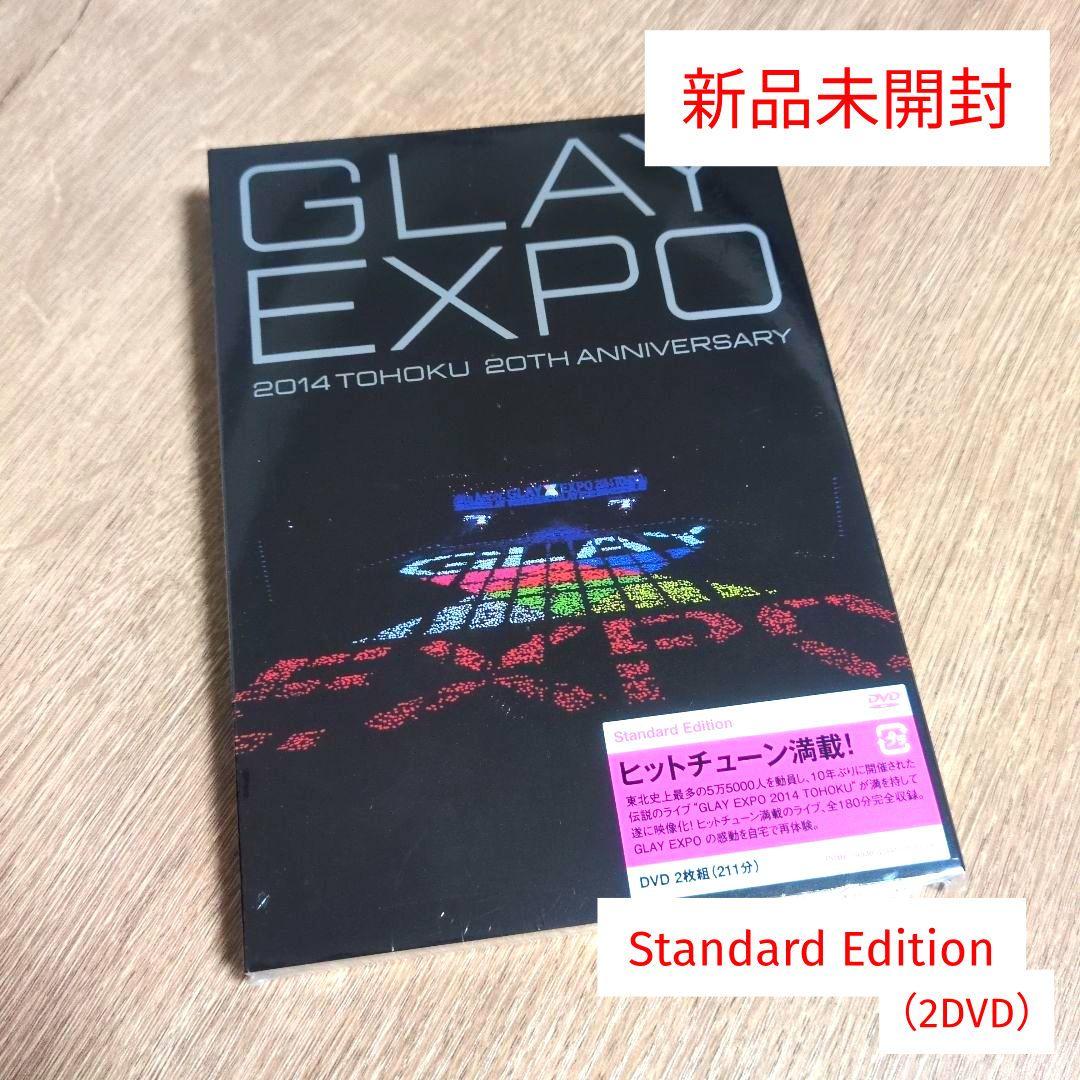 新品未開封
GLAY
EXPO
2014 TOHOKU 20TH ANNIVERSARY
GLAY EXPO
GLAY
EXPO
DVD
Standard Edition
ヒットチューン満載!
東北史上最多の5万5000人を動員し、10年ぶりに開催された
伝説のライブ“GLAY EXPO 2014 TOHOKU”が満を持して
遂に映像化!ヒットチューン満載のライブ、全180分完全収録。
GLAY EXPO の感動を自宅で再体験。
DVD 2枚組(211分)
Standard Edition
(2DVD)